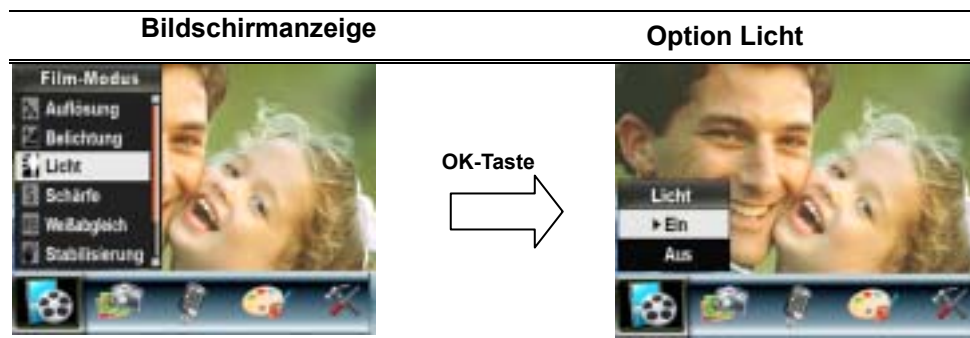 Bildschirmanzeige
Option Licht
Film-Modus
Auflösung
Belichtung
Licht
Schärfe
Weißabgleich
Stabilisierung
OK-Taste
Licht
Ein
Aus